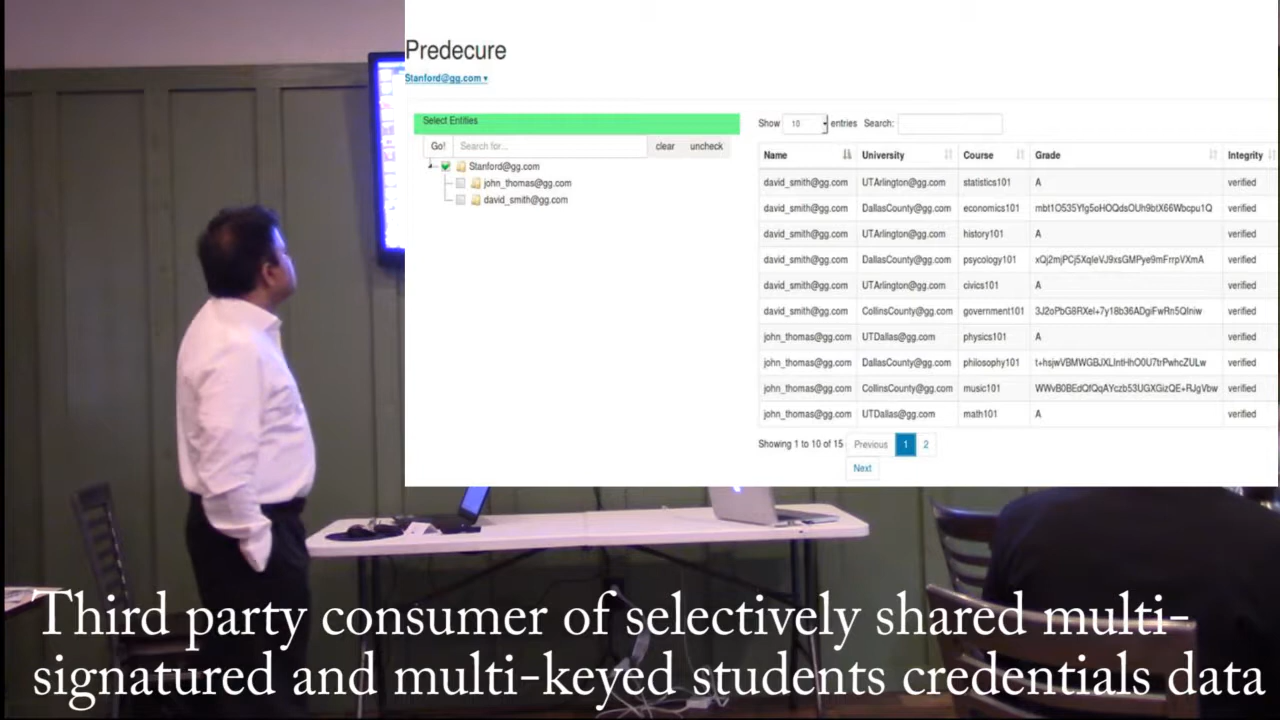 Predecure
Stanford@gg.com
Select Entities
Go! Search for... clear uncheck
Stanford@gg.com
john_thomas@gg.com
david_smith@gg.com
Show 10 entries Search:
Name University Course Grade Integrity
david_smith@gg.com UTArlington@gg.com statistics101 A verified
david_smith@gg.com DallasCounty@gg.com economics101 verified
david_smith@gg.com UTArlington@gg.com history101 A verified
david_smith@gg.com DallasCounty@gg.com psycology101 verified
david_smith@gg.com UTArlington@gg.com civics101 A verified
david_smith@gg.com CollinsCounty@gg.com government101 verified
john_thomas@gg.com UTDallas@gg.com physics101 A verified
john_thomas@gg.com DallasCounty@gg.com philosophy101 verified
john_thomas@gg.com CollinsCounty@gg.com music101 verified
john_thomas@gg.com UTDallas@gg.com math101 A verified
Showing 1 to 10 of 15 Previous 1 2
Next
Third party consumer of selectively shared multi-
signatured and multi-keyed students credentials data